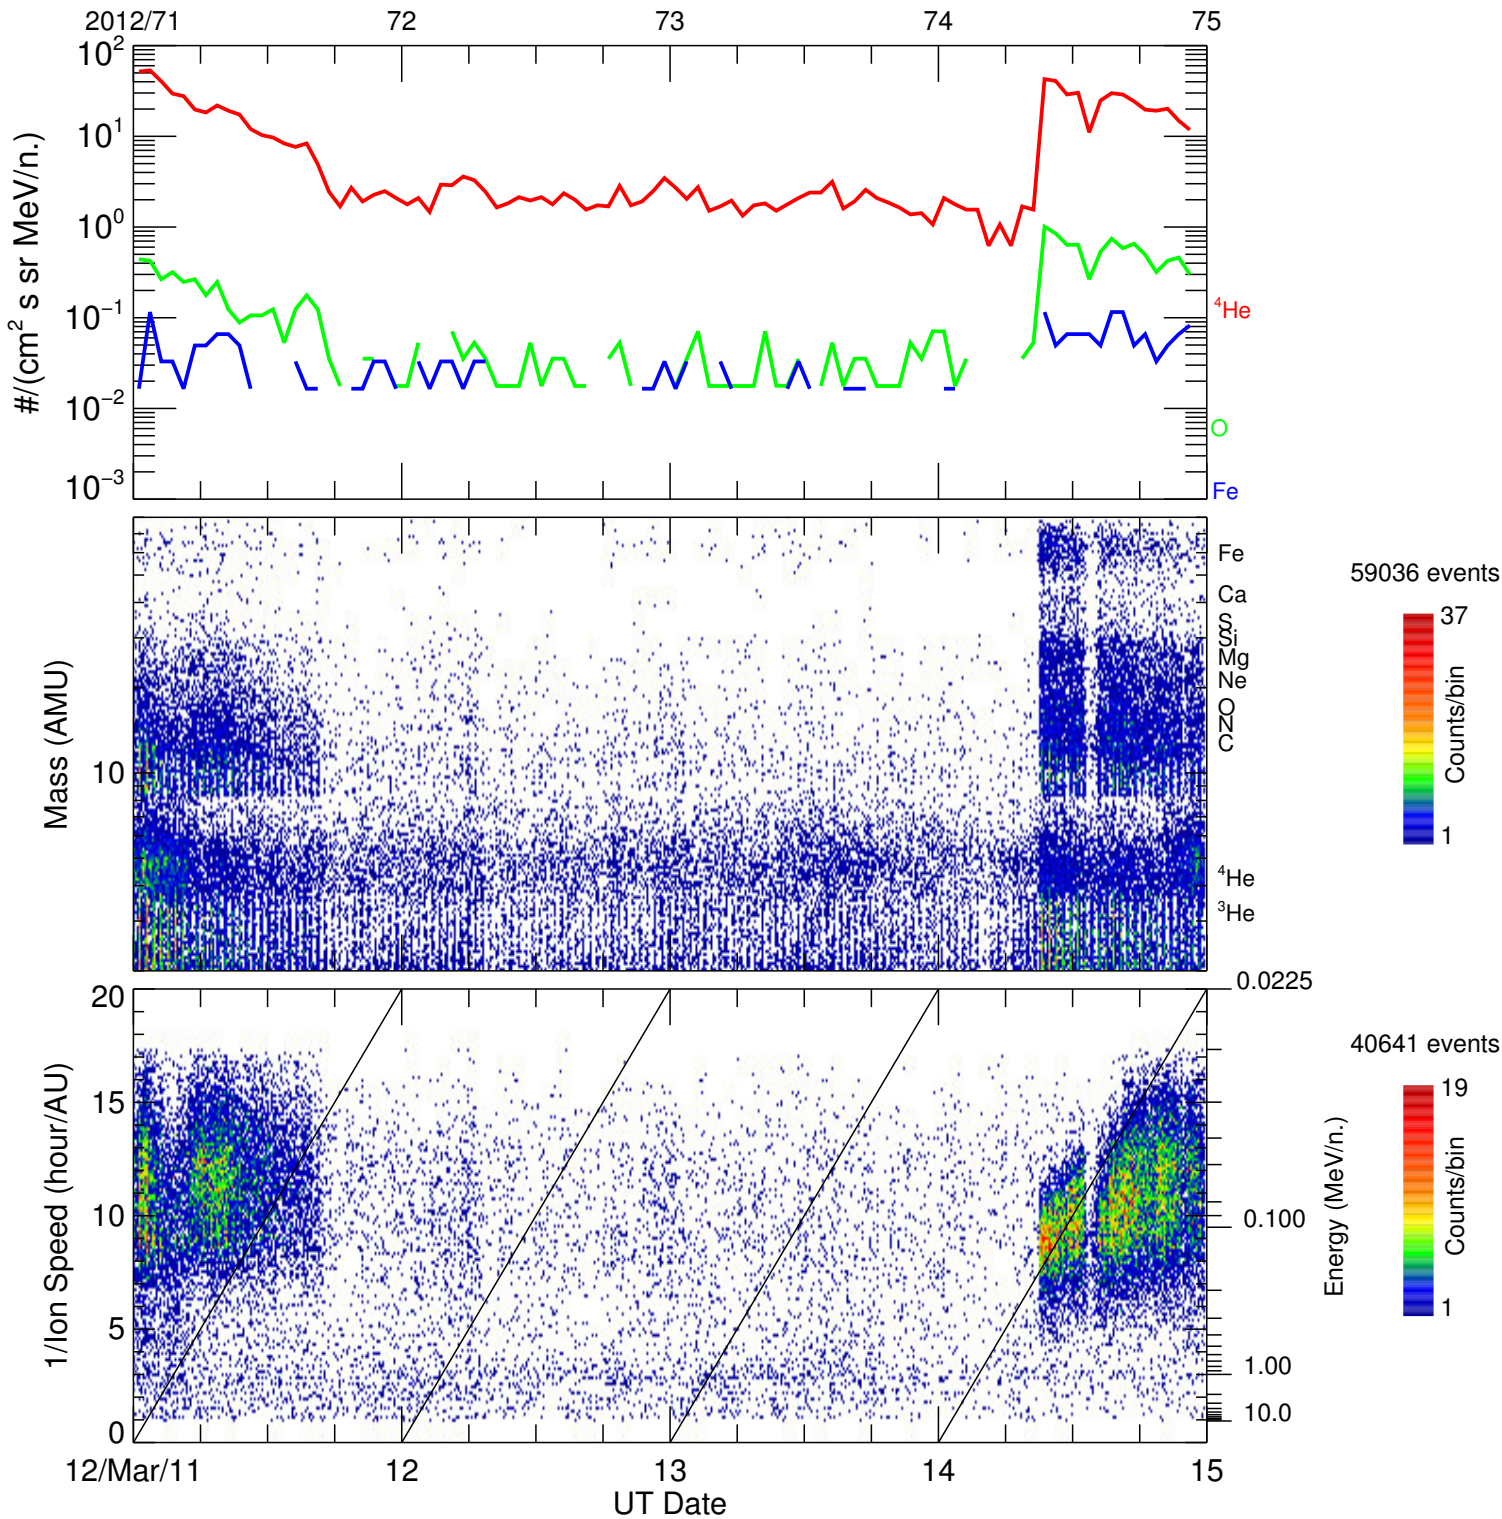 2012/71 72 73 74 75
10² 10¹ 10⁰ 10⁻¹ 10⁻² 10⁻³
#/(cm² s sr MeV/n.)
⁴He
O
Fe
Mass (AMU)
10
Fe
Ca
S
Si
Mg
Ne
O
N
C
⁴He
³He
59036 events
37
Counts/bin
1
1/Ion Speed (hour/AU)
20
15
10
5
0
0.0225
0.100
1.00
10.0
Energy (MeV/n.)
40641 events
19
Counts/bin
1
12/Mar/11 12 13 14 15
UT Date